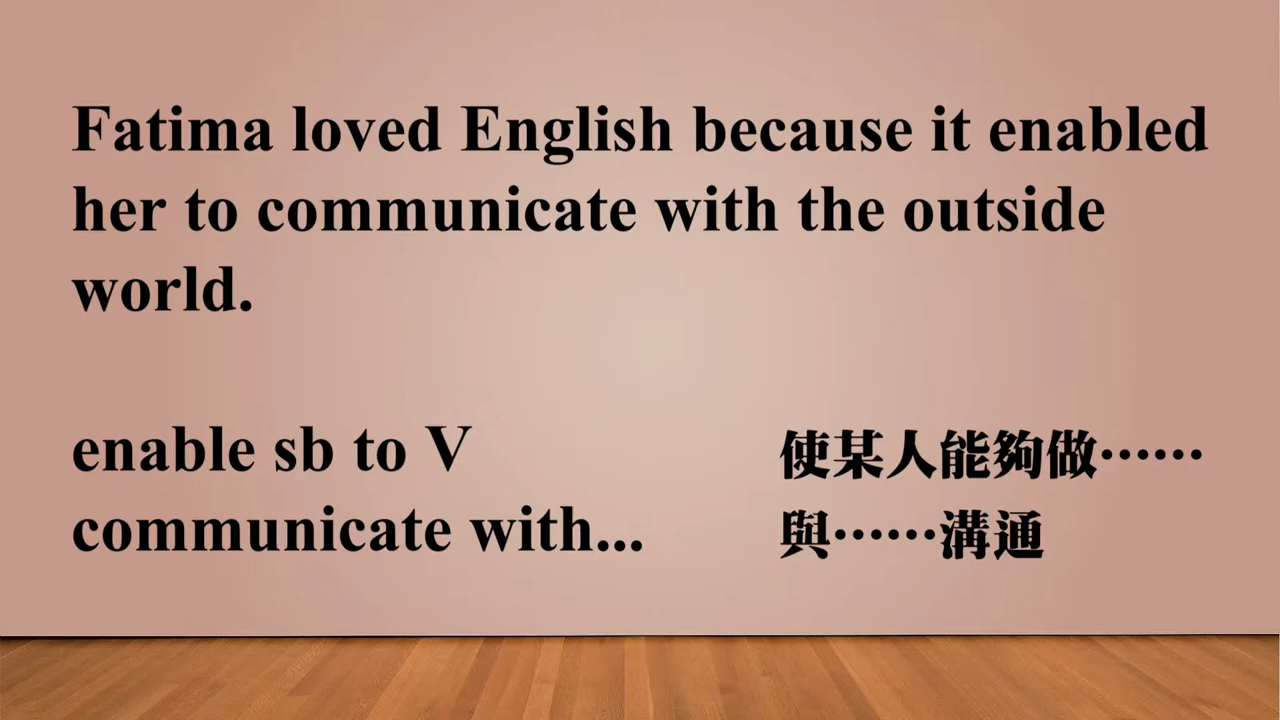 Fatima loved English because it enabled
her to communicate with the outside
world.
enable sb to V 使某人能夠做⋯⋯
communicate with... 與⋯⋯溝通